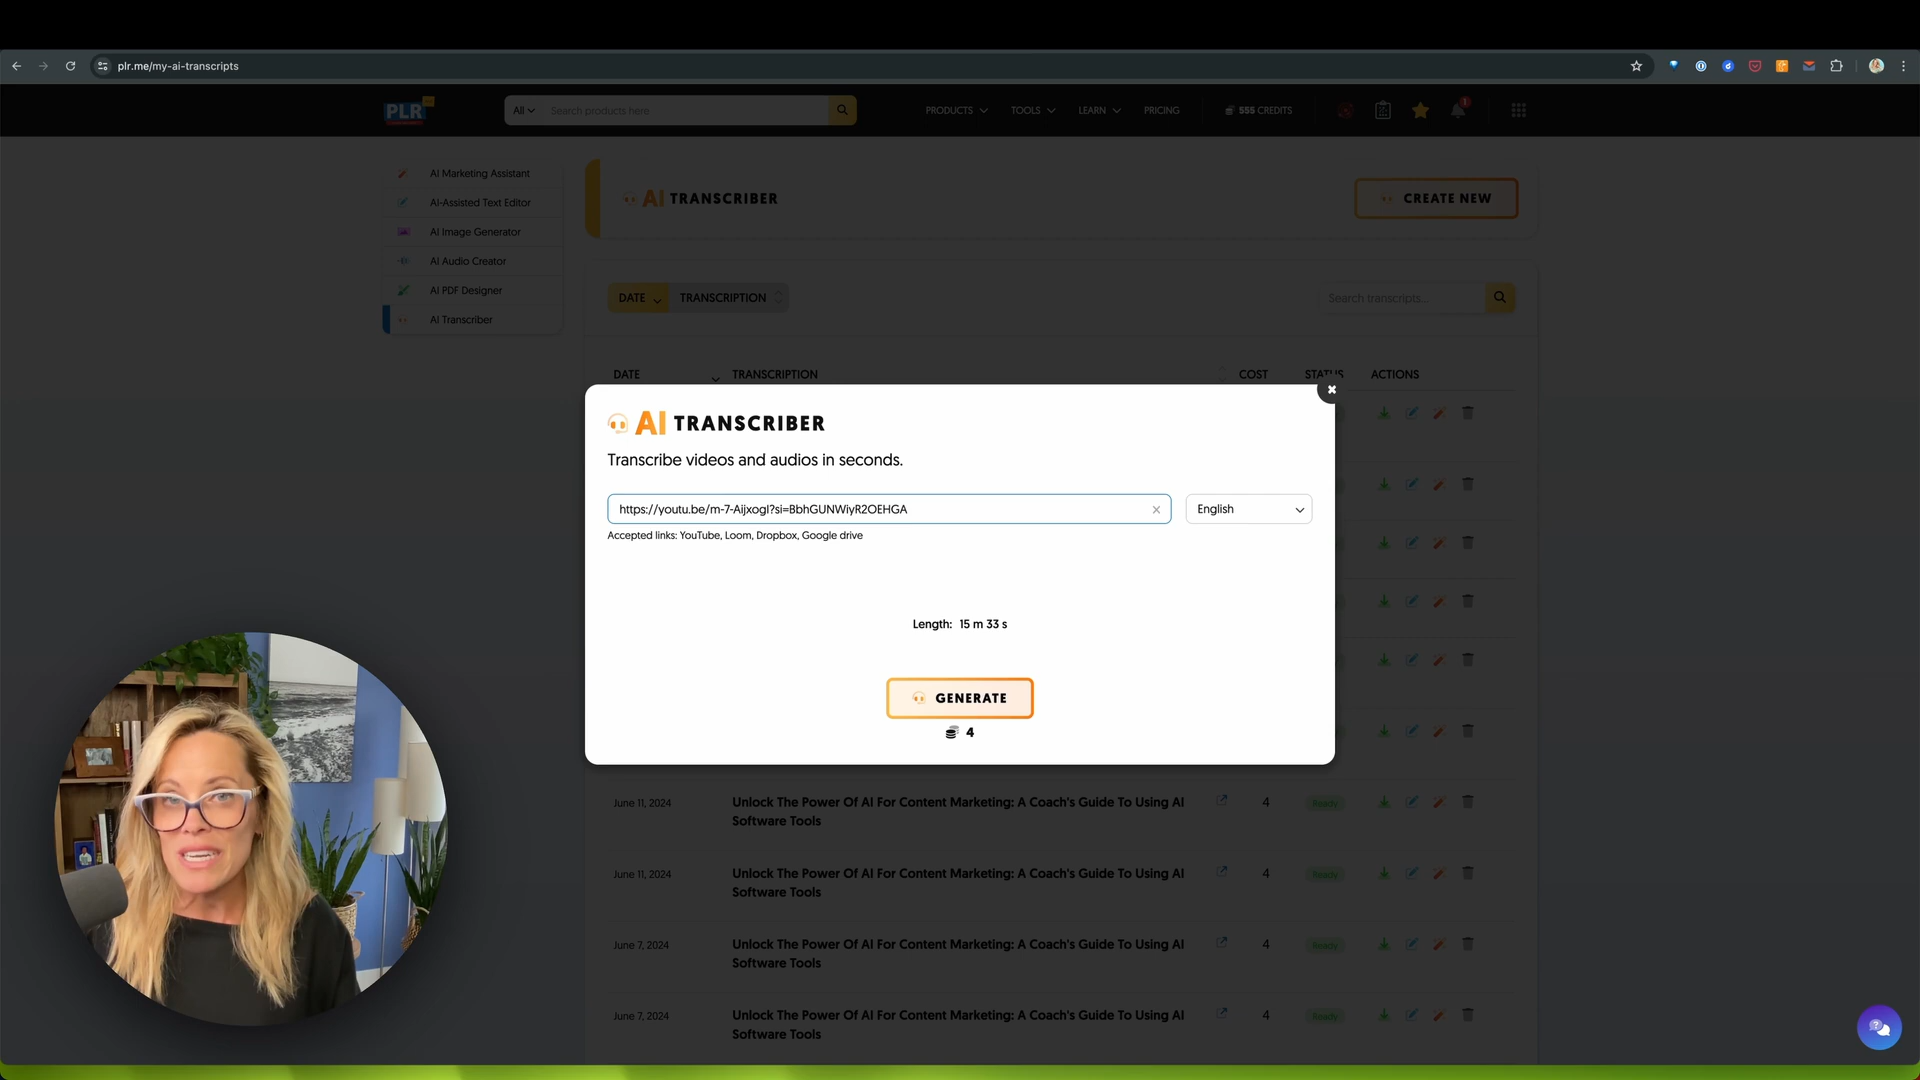 plr.me/my-ai-transcripts
PLR
All
Search products here
PRODUCTS
TOOLS
LEARN
PRICING
555 CREDITS
1
AI Marketing Assistant
AI-Assisted Text Editor
AI Image Generator
AI Audio Creator
AI PDF Designer
AI Transcriber
AI TRANSCRIBER
CREATE NEW
DATE
TRANSCRIPTION
Search transcripts...
DATE
TRANSCRIPTION
COST
STATUS
ACTIONS
AI TRANSCRIBER
Transcribe videos and audios in seconds.
https://youtu.be/m-7-Aijxogl?si=BbhGUNWiyR2OEHGA
English
Accepted links: YouTube, Loom, Dropbox, Google drive
Length: 15 m 33 s
GENERATE
4
June 11, 2024
Unlock The Power Of AI For Content Marketing: A Coach's Guide To Using AI
Software Tools
4
Ready
June 11, 2024
Unlock The Power Of AI For Content Marketing: A Coach's Guide To Using AI
Software Tools
4
Ready
June 7, 2024
Unlock The Power Of AI For Content Marketing: A Coach's Guide To Using AI
Software Tools
4
Ready
June 7, 2024
Unlock The Power Of AI For Content Marketing: A Coach's Guide To Using AI
Software Tools
4
Ready